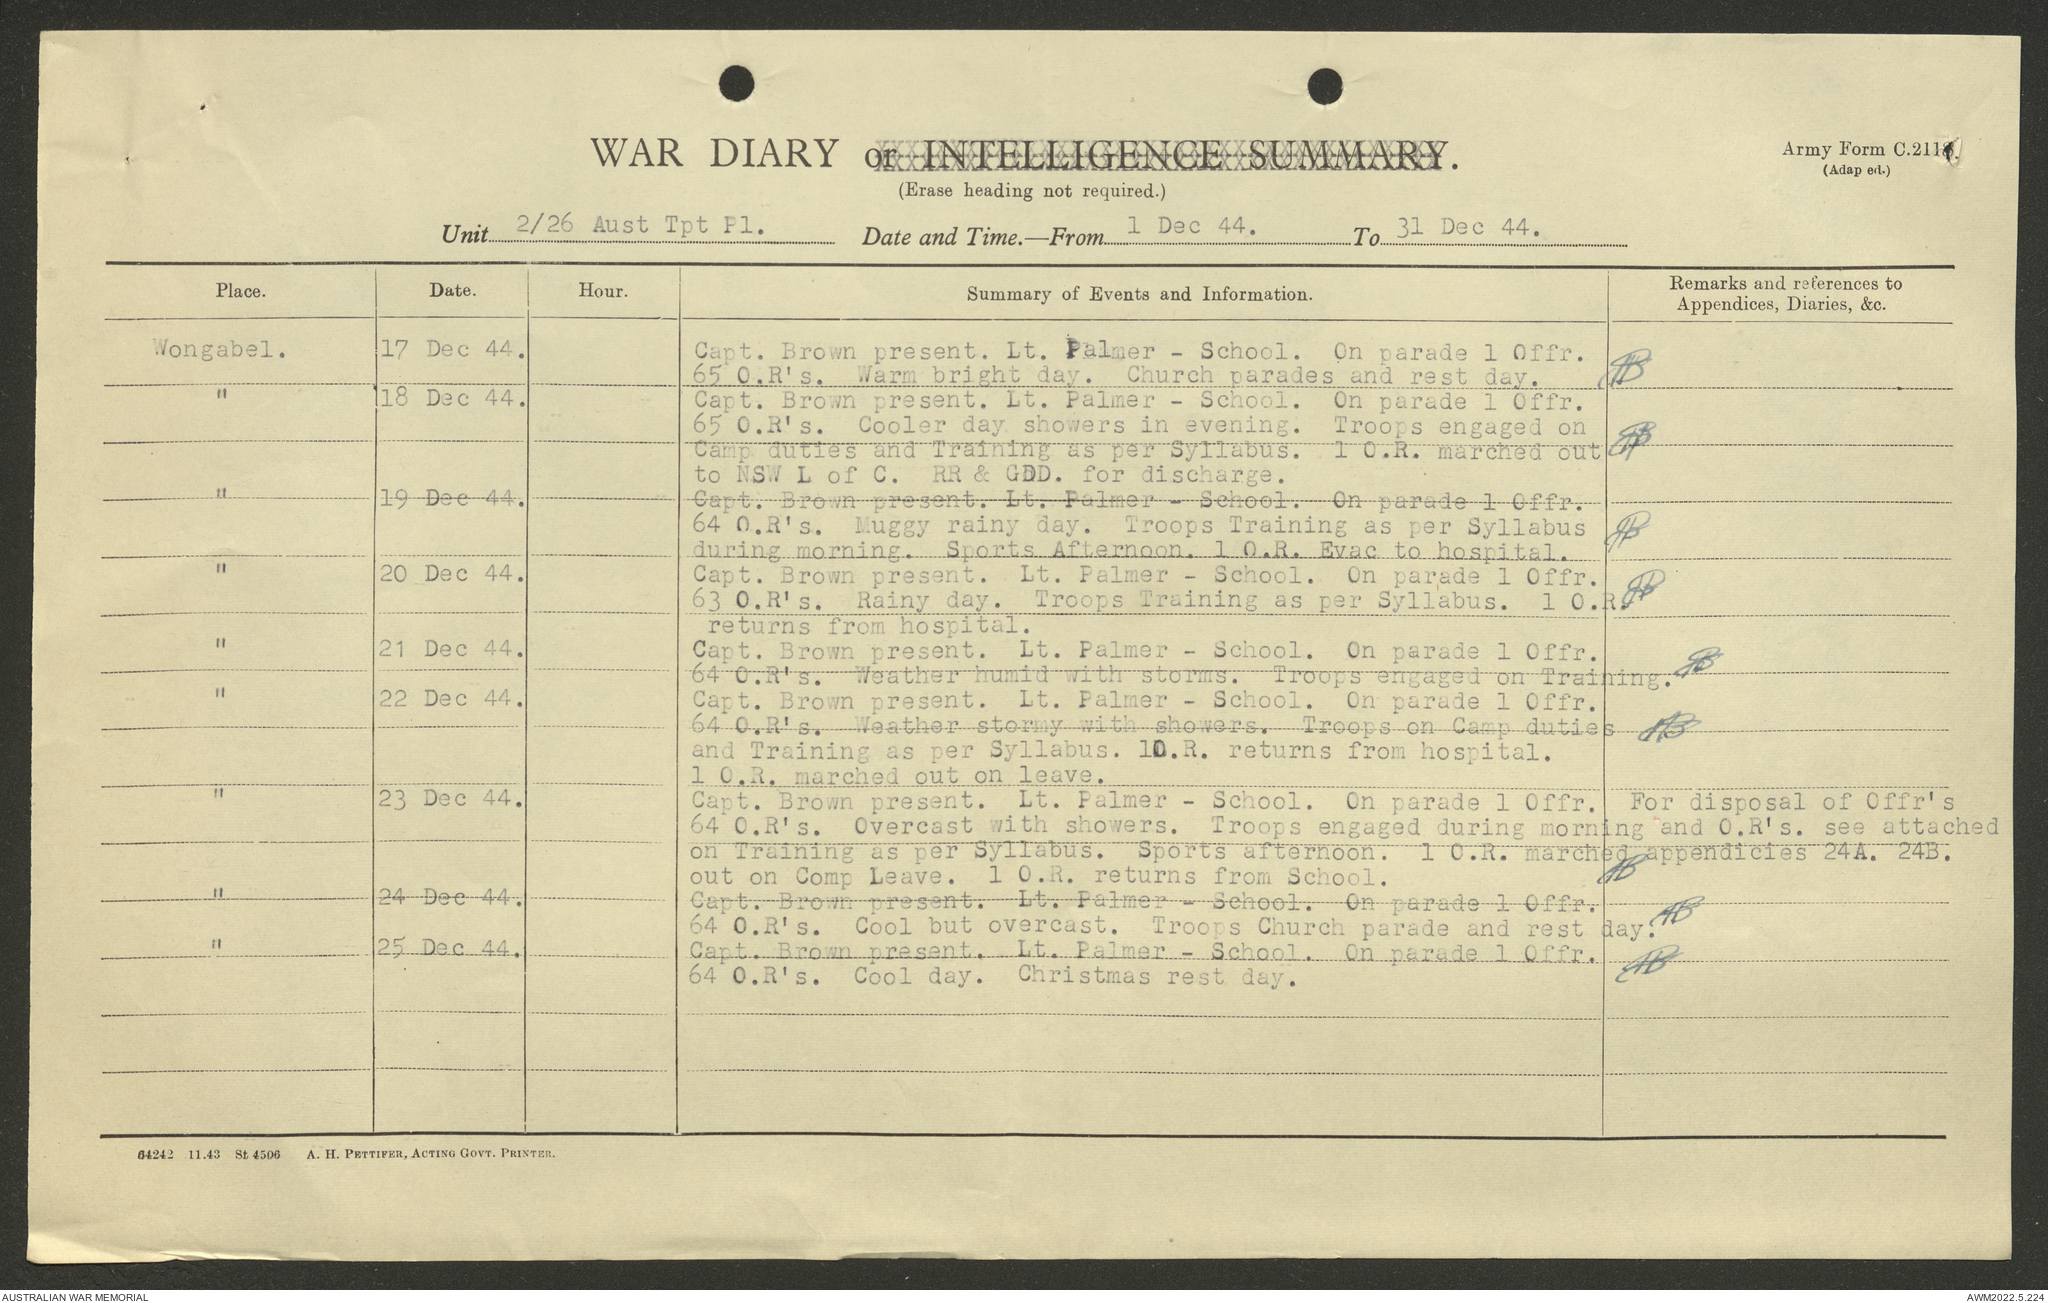 WAR DIARY or INTELLIGENCE SUMMARY.
(Erase heading not required.)
Army Form C.2118.
(Adap ed.)
Unit 2/26 Aust Tpt Pl. Date and Time.—From 1 Dec 44. To 31 Dec 44.
Place. Date. Hour. Summary of Events and Information. Remarks and references to
Appendices, Diaries, &c.
Wongabel. 17 Dec 44. Capt. Brown present. Lt. Palmer - School. On parade 1 Offr.
65 O.R's. Warm bright day. Church parades and rest day.
" 18 Dec 44. Capt. Brown present. Lt. Palmer - School. On parade 1 Offr.
65 O.R's. Cooler day showers in evening. Troops engaged on
Camp duties and Training as per Syllabus. 1 O.R. marched out
to NSW L of C. RR & GDD. for discharge.
" 19 Dec 44. Capt. Brown present. Lt. Palmer - School. On parade 1 Offr.
64 O.R's. Muggy rainy day. Troops Training as per Syllabus
during morning. Sports Afternoon. 1 O.R. Evac to hospital.
" 20 Dec 44. Capt. Brown present. Lt. Palmer - School. On parade 1 Offr.
63 O.R's. Rainy day. Troops Training as per Syllabus. 1 O.R.
returns from hospital.
" 21 Dec 44. Capt. Brown present. Lt. Palmer - School. On parade 1 Offr.
64 O.R's. Weather humid with storms. Troops engaged on Training.
" 22 Dec 44. Capt. Brown present. Lt. Palmer - School. On parade 1 Offr.
64 O.R's. Weather stormy with showers. Troops on Camp duties
and Training as per Syllabus. 1O.R. returns from hospital.
1 O.R. marched out on leave.
" 23 Dec 44. Capt. Brown present. Lt. Palmer - School. On parade 1 Offr. For disposal of Offr's
64 O.R's. Overcast with showers. Troops engaged during morning and O.R's. see attached
on Training as per Syllabus. Sports afternoon. 1 O.R. marched appendicies 24A. 24B.
out on Comp Leave. 1 O.R. returns from School.
" 24 Dec 44. Capt. Brown present. Lt. Palmer - School. On parade 1 Offr.
64 O.R's. Cool but overcast. Troops Church parade and rest day.
" 25 Dec 44. Capt. Brown present. Lt. Palmer - School. On parade 1 Offr.
64 O.R's. Cool day. Christmas rest day.
64242 11.43 St 4506 A. H. PETTIFER, ACTING GOVT. PRINTER.
AUSTRALIAN WAR MEMORIAL AWM2022.5.224